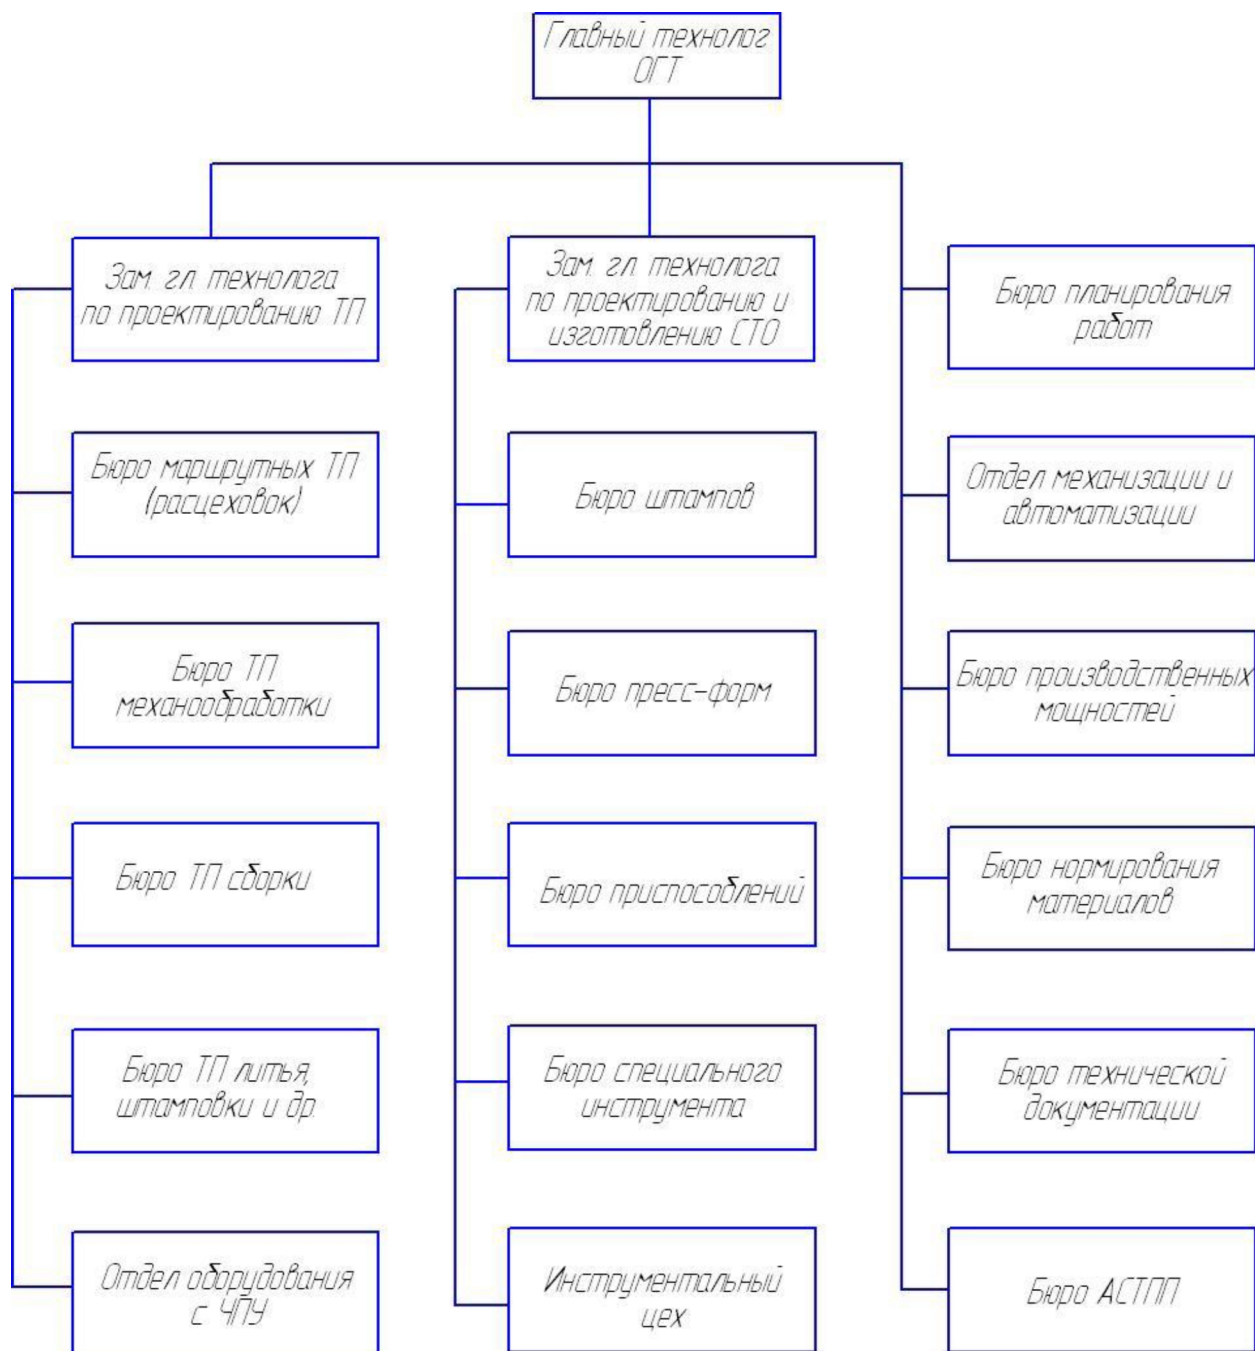 Главный технолог
ОГТ
Зам. гл. технолога
по проектированию ТП
Зам. гл. технолога
по проектированию и
изготовлению СТО
Бюро планирования
работ
Бюро маршрутных ТП
(расцеховок)
Бюро штампов
Отдел механизации и
автоматизации
Бюро ТП
механообработки
Бюро пресс-форм
Бюро производственных
мощностей
Бюро ТП сборки
Бюро приспособлений
Бюро нормирования
материалов
Бюро ТП литья,
штамповки и др.
Бюро специального
инструмента
Бюро технической
документации
Отдел оборудования
с ЧПУ
Инструментальный
цех
Бюро АСТПП